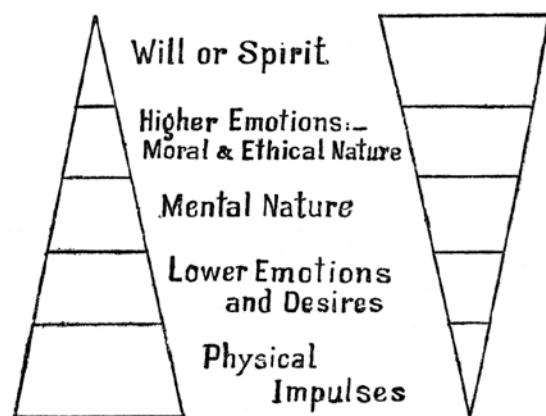 Will or Spirit.
Higher Emotions:–
Moral & Ethical Nature
Mental Nature
Lower Emotions
and Desires
Physical
Impulses